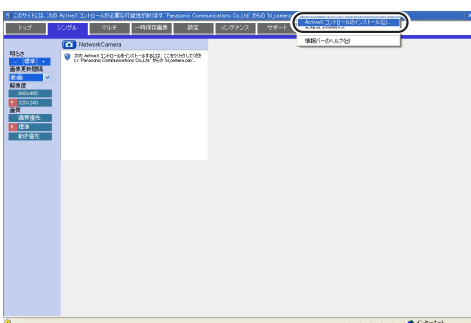 このサイトには、次の ActiveX コントロールが必要な可能性があります: 'Panasonic Communications Co.,Ltd.' からの 'bl_camera
ActiveX コントロールのインストール(C)...
情報バーのヘルプ(H)
トップ シングル マルチ 一時保存画像 設定 メンテナンス サポート
Network Camera
次の ActiveX コントロールをインストールするには、ここをクリックしてください: 'Panasonic Communications Co.,Ltd.' からの 'bl_camera.cab'...
明るさ
- 標準 +
画像更新間隔
動画
解像度
640x480
320x240
画質
画質優先
標準
動き優先
インターネット